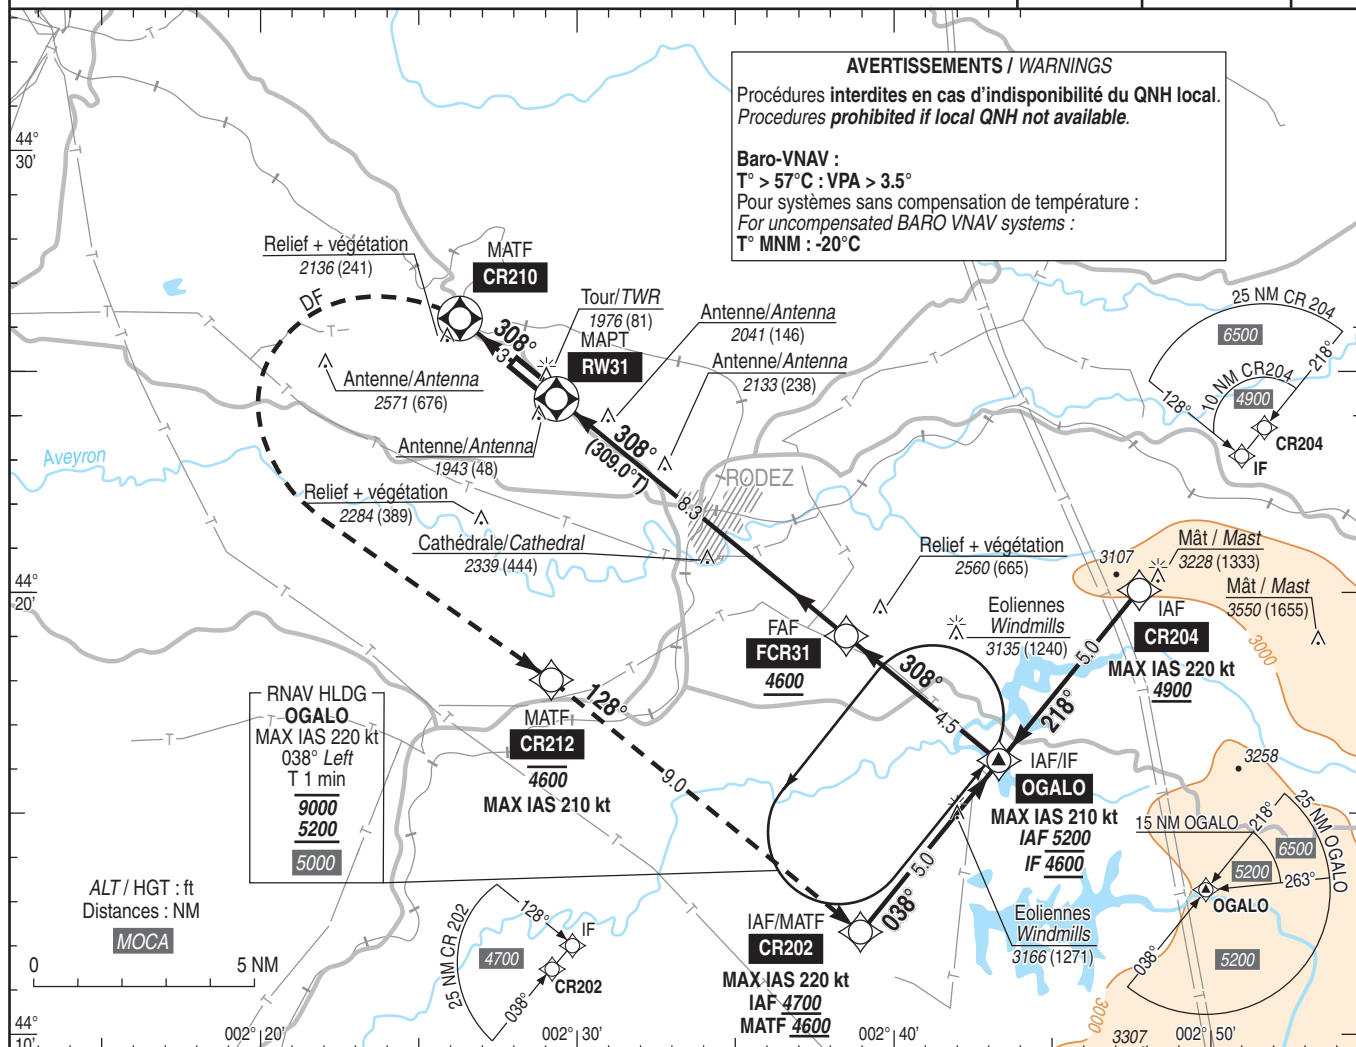 AVERTISSEMENTS / WARNINGS
Procédures interdites en cas d'indisponibilité du QNH local.
Procedures prohibited if local QNH not available.
Baro-VNAV :
T° > 57°C : VPA > 3.5°
Pour systèmes sans compensation de température :
For uncompensated BARO VNAV systems :
T° MNM : -20°C
44°
30'
Relief + végétation
2136 (241)
MATF
CR210
DF
308°
3
Tour/TWR
1976 (81)
MAPT
RW31
Antenne/Antenna
2041 (146)
Antenne/Antenna
2133 (238)
Antenne/Antenna
2571 (676)
Antenne/Antenna
1943 (48)
308°
(309.0°T)
25 NM CR 204
6500
218°
10 NM CR204
4900
128°
CR204
IF
Aveyron
RODEZ
8.3
Relief + végétation
2284 (389)
Cathédrale/Cathedral
2339 (444)
Relief + végétation
2560 (665)
3107
Mât / Mast
3228 (1333)
Mât / Mast
3550 (1655)
3000
44°
20'
Eoliennes
Windmills
3135 (1240)
IAF
CR204
MAX IAS 220 kt
4900
5.0
218°
FAF
FCR31
4600
308°
4.5
RNAV HLDG
OGALO
MAX IAS 220 kt
038° Left
T 1 min
9000
5200
5000
MATF
CR212
4600
MAX IAS 210 kt
128°
9.0
IAF/IF
OGALO
MAX IAS 210 kt
IAF 5200
IF 4600
3258
15 NM OGALO
218°
25 NM OGALO
6500
5200
263°
OGALO
038°
5200
5.0
038°
Eoliennes
Windmills
3166 (1271)
ALT / HGT : ft
Distances : NM
MOCA
0
5 NM
25 NM CR 202
128°
IF
4700
CR202
038°
IAF/MATF
CR202
MAX IAS 220 kt
IAF 4700
MATF 4600
3000
3307
44°
10'
002° 20'
002° 30'
002° 40'
002° 50'